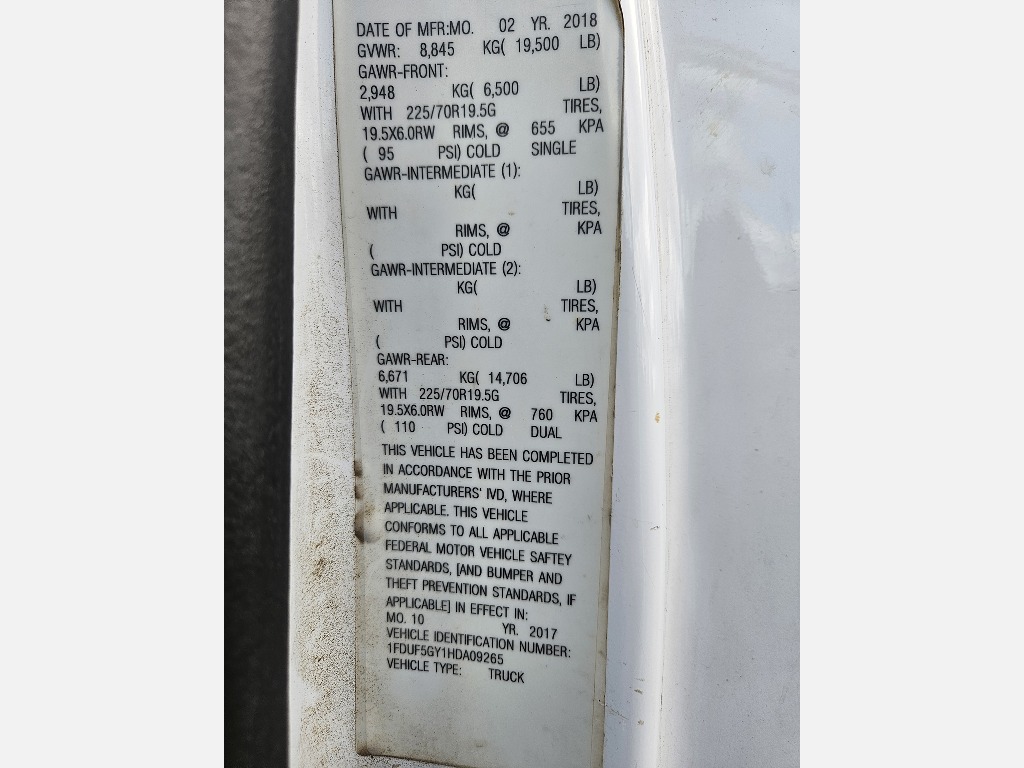 DATE OF MFR:MO. 02 YR. 2018
GVWR: 8,845 KG( 19,500 LB)
GAWR-FRONT:
2,948 KG( 6,500 LB)
WITH 225/70R19.5G TIRES,
19.5X6.0RW RIMS, @ 655 KPA
( 95 PSI) COLD SINGLE
GAWR-INTERMEDIATE (1):
KG( LB)
WITH TIRES,
RIMS, @ KPA
( PSI) COLD
GAWR-INTERMEDIATE (2):
KG( LB)
WITH TIRES,
RIMS, @ KPA
( PSI) COLD
GAWR-REAR:
6,671 KG( 14,706 LB)
WITH 225/70R19.5G TIRES,
19.5X6.0RW RIMS, @ 760 KPA
( 110 PSI) COLD DUAL
THIS VEHICLE HAS BEEN COMPLETED
IN ACCORDANCE WITH THE PRIOR
MANUFACTURERS' IVD, WHERE
APPLICABLE. THIS VEHICLE
CONFORMS TO ALL APPLICABLE
FEDERAL MOTOR VEHICLE SAFTEY
STANDARDS, [AND BUMPER AND
THEFT PREVENTION STANDARDS, IF
APPLICABLE] IN EFFECT IN:
MO. 10 YR. 2017
VEHICLE IDENTIFICATION NUMBER:
1FDUF5GY1HDA09265
VEHICLE TYPE: TRUCK